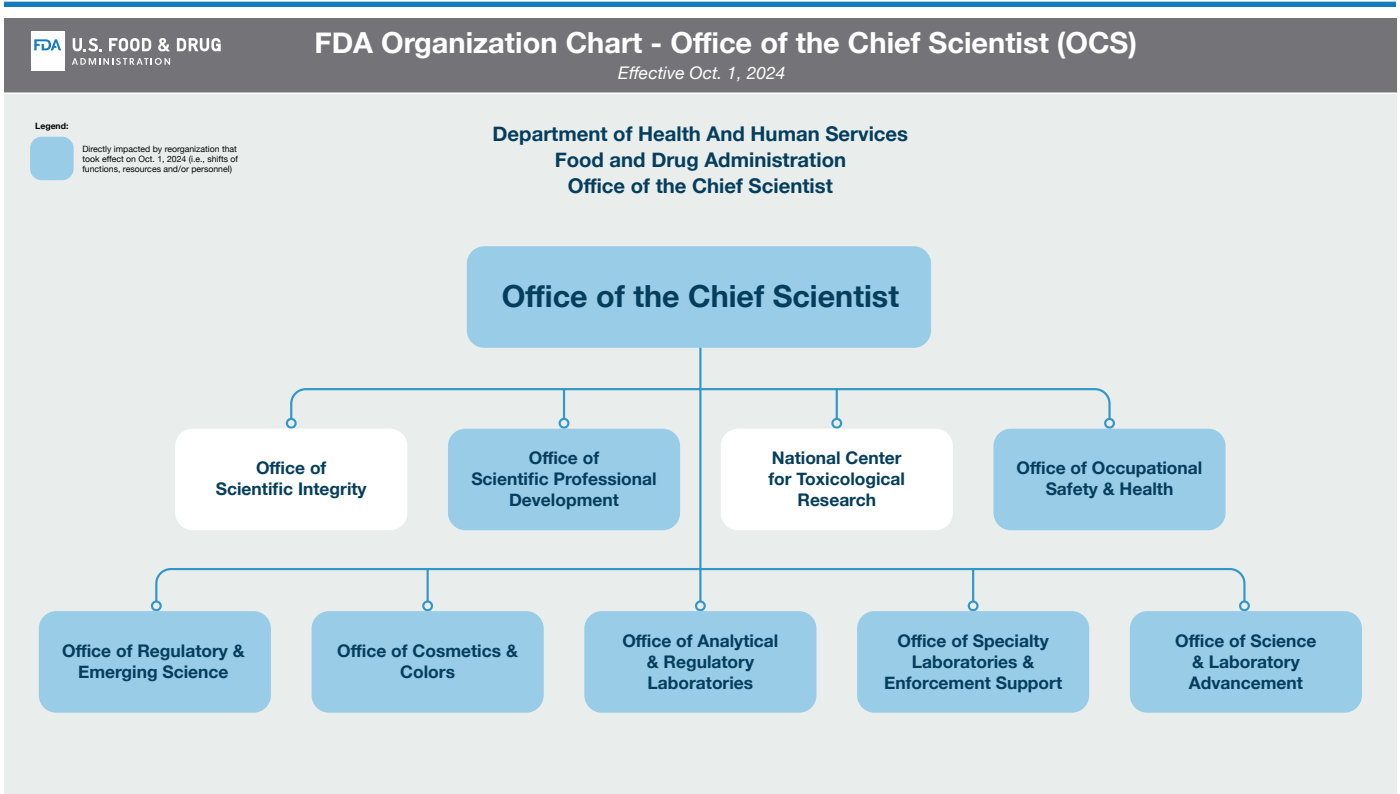 FDA
U.S. FOOD & DRUG
ADMINISTRATION
FDA Organization Chart - Office of the Chief Scientist (OCS)
Effective Oct. 1, 2024
Legend:
Directly impacted by reorganization that
took effect on Oct. 1, 2024 (i.e., shifts of
functions, resources and/or personnel)
Department of Health And Human Services
Food and Drug Administration
Office of the Chief Scientist
Office of the Chief Scientist
Office of
Scientific Integrity
Office of
Scientific Professional
Development
National Center
for Toxicological
Research
Office of Occupational
Safety & Health
Office of Regulatory &
Emerging Science
Office of Cosmetics &
Colors
Office of Analytical
& Regulatory
Laboratories
Office of Specialty
Laboratories &
Enforcement Support
Office of Science
& Laboratory
Advancement